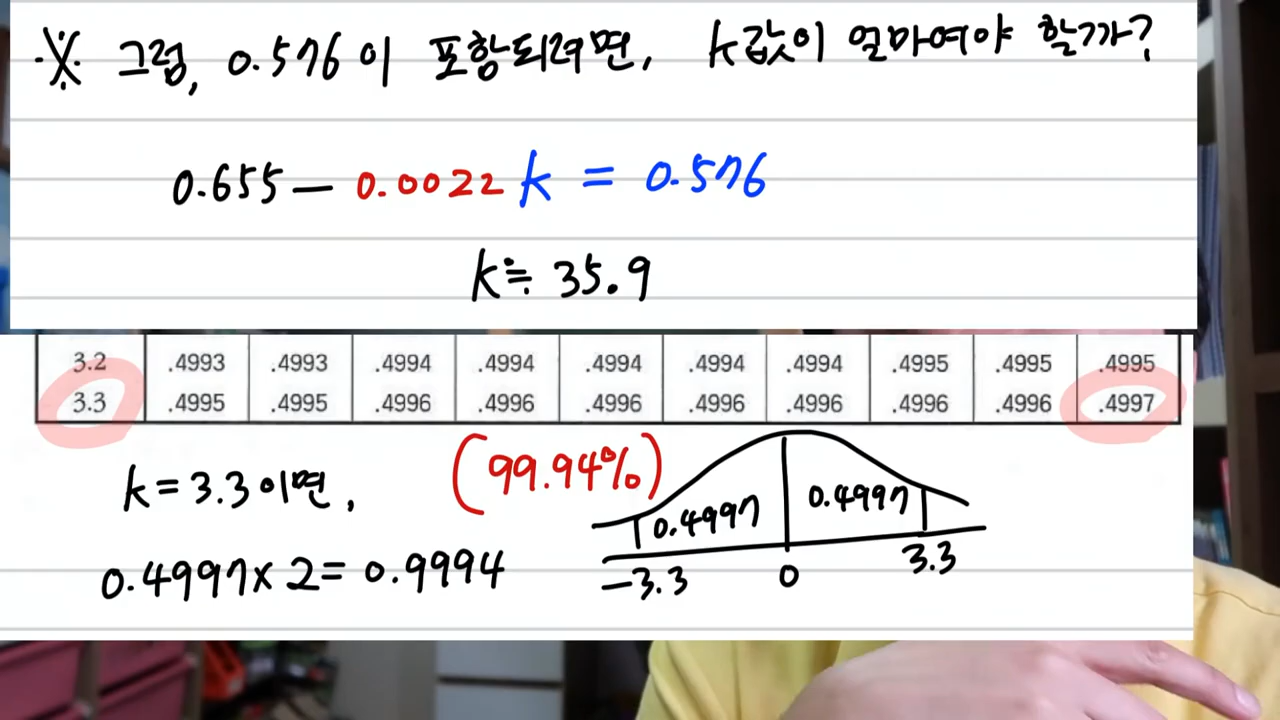 ※ 그럼, 0.576이 포함되려면, k값이 얼마여야 할까?
0.655 – 0.0022 k = 0.576
k≒ 35.9
3.2 .4993 .4993 .4994 .4994 .4994 .4994 .4994 .4995 .4995 .4995
3.3 .4995 .4995 .4996 .4996 .4996 .4996 .4996 .4996 .4996 .4997
k=3.3이면, (99.94%)
0.4997 0.4997
0.4997×2=0.9994
-3.3 0 3.3